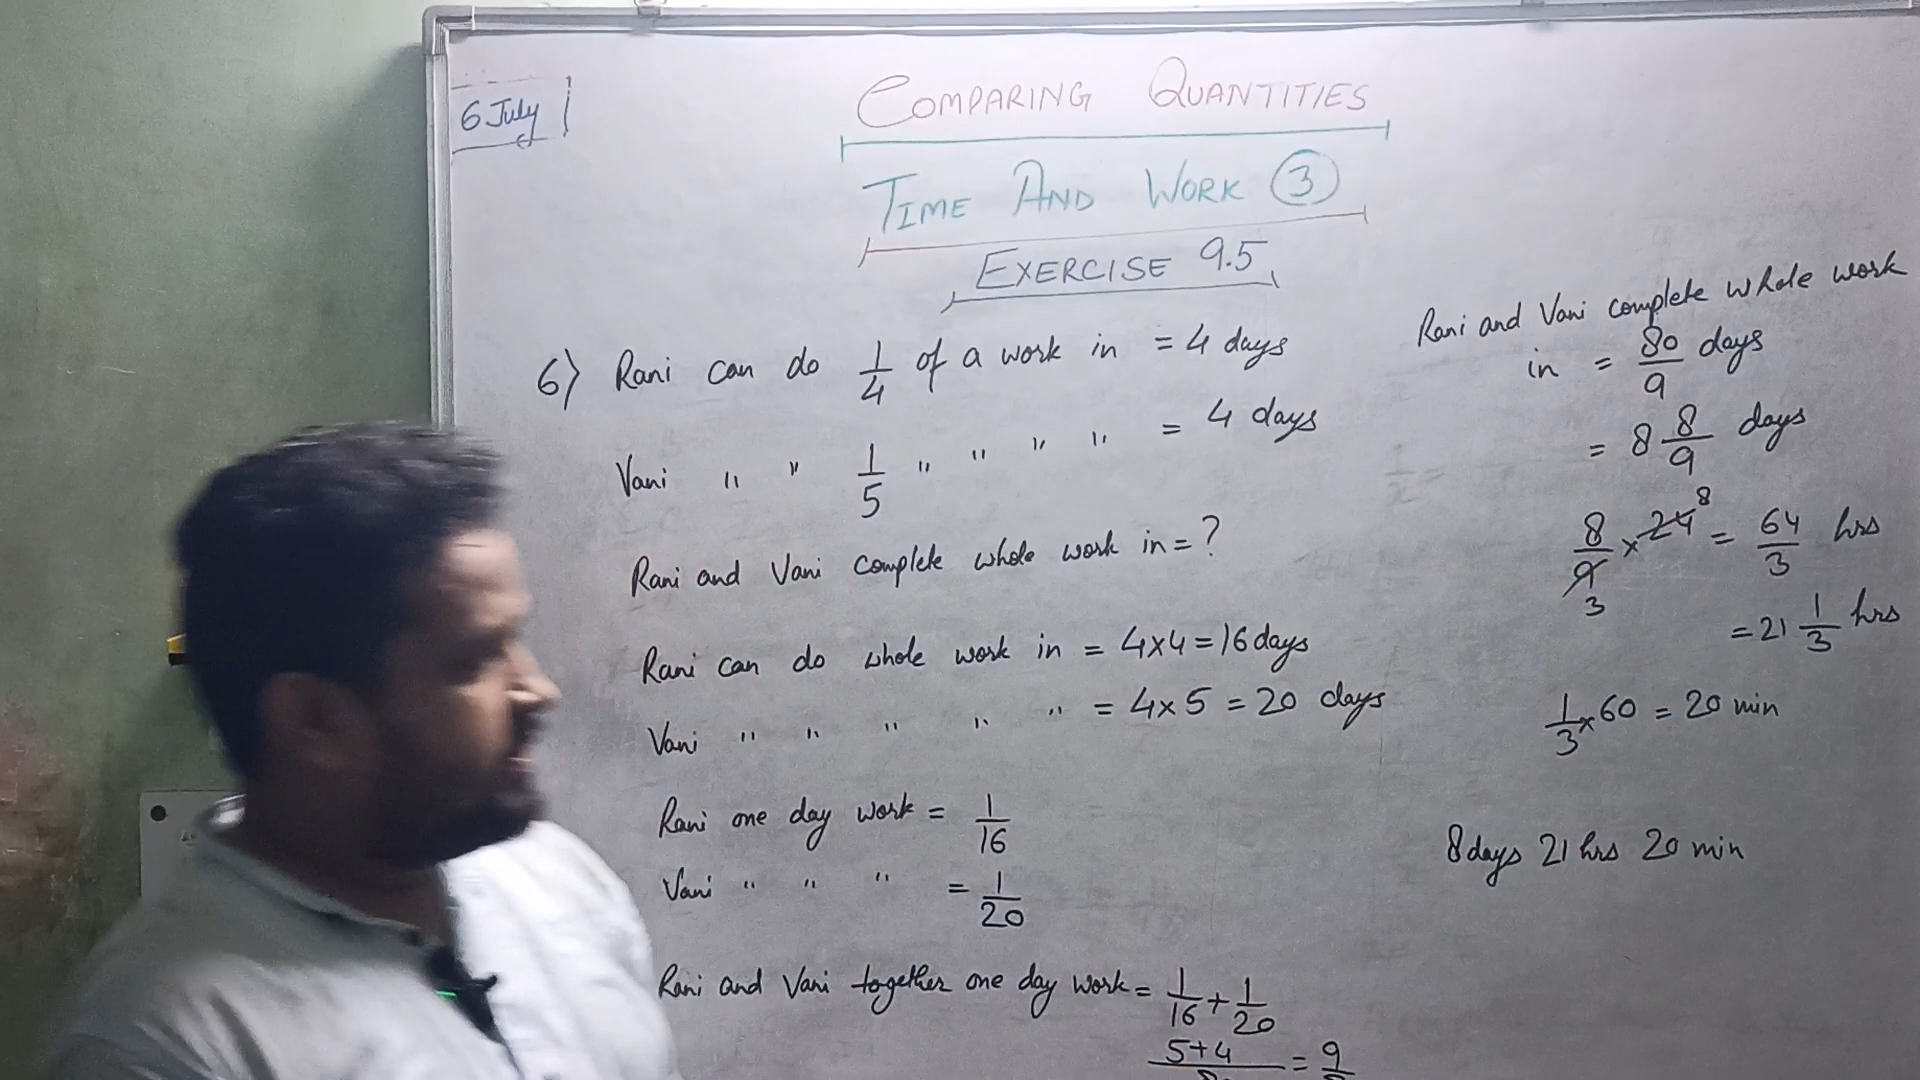 6 July
COMPARING QUANTITIES
TIME AND WORK 3
EXERCISE 9.5
6) Rani can do 1/4 of a work in = 4 days
Vani " " 1/5 " " " " = 4 days
Rani and Vani complete whole work in = ?
Rani can do whole work in = 4×4 = 16 days
Vani " " " " " = 4×5 = 20 days
Rani one day work = 1/16
Vani " " " = 1/20
Rani and Vani together one day work = 1/16 + 1/20
5+4
= 9
Rani and Vani complete whole work
in = 80/9 days
= 8 8/9 days
8/9 3 × 24 8 = 64/3 hrs
= 21 1/3 hrs
1/3 × 60 = 20 min
8 days 21 hrs 20 min